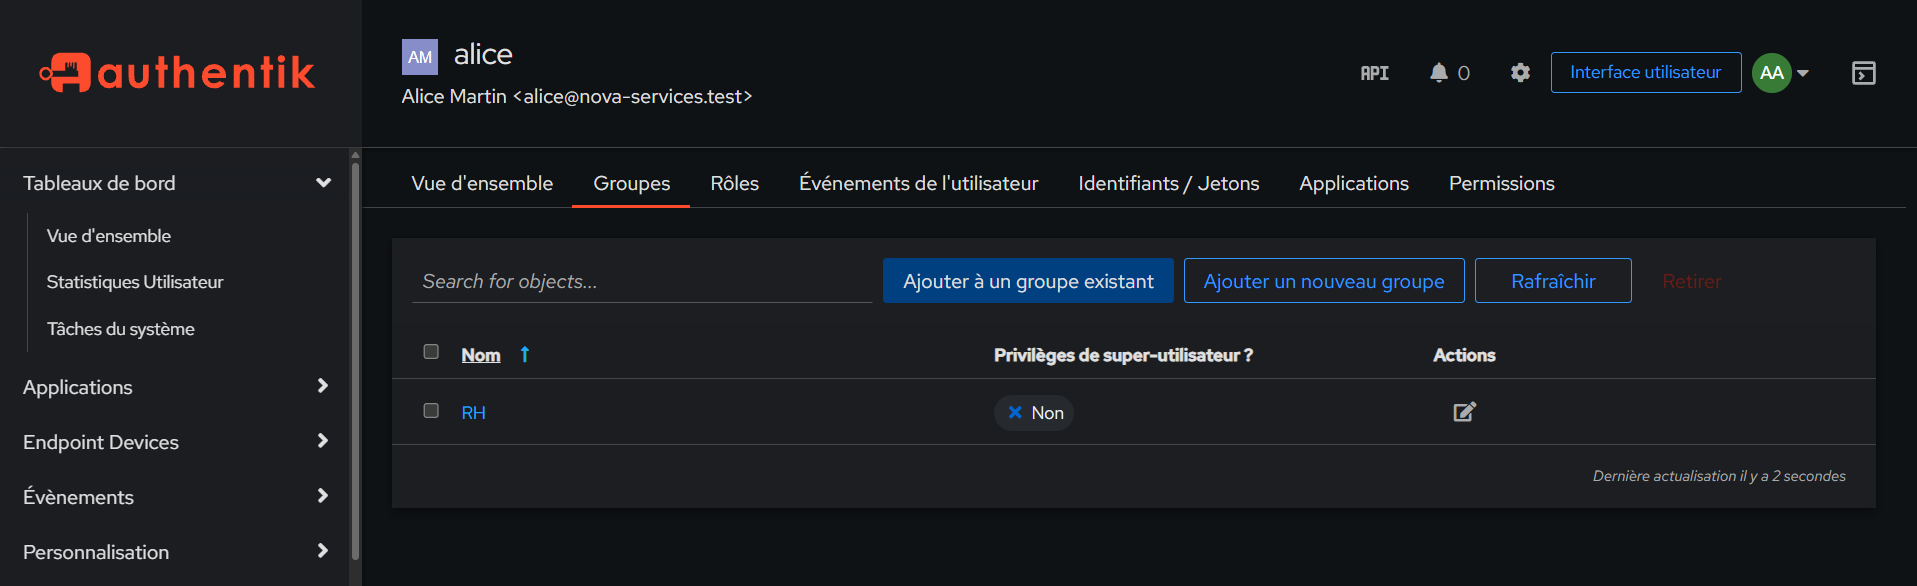 authentik
AM alice
Alice Martin <alice@nova-services.test>
API 0 Interface utilisateur AA
Tableaux de bord
Vue d'ensemble
Statistiques Utilisateur
Tâches du système
Applications
Endpoint Devices
Évènements
Personnalisation
Vue d'ensemble Groupes Rôles Événements de l'utilisateur Identifiants / Jetons Applications Permissions
Search for objects... Ajouter à un groupe existant Ajouter un nouveau groupe Rafraîchir Retirer
Nom Privilèges de super-utilisateur ? Actions
RH Non
Dernière actualisation il y a 2 secondes